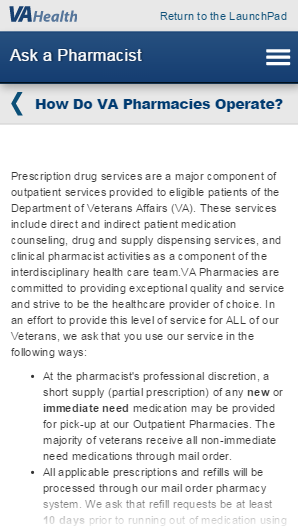 VA Health
Return to the LaunchPad
Ask a Pharmacist
How Do VA Pharmacies Operate?
Prescription drug services are a major component of
outpatient services provided to eligible patients of the
Department of Veterans Affairs (VA). These services
include direct and indirect patient medication
counseling, drug and supply dispensing services, and
clinical pharmacist activities as a component of the
interdisciplinary health care team.VA Pharmacies are
committed to providing exceptional quality and service
and strive to be the healthcare provider of choice. In
an effort to provide this level of service for ALL of our
Veterans, we ask that you use our service in the
following ways:
• At the pharmacist's professional discretion, a
short supply (partial prescription) of any new or
immediate need medication may be provided
for pick-up at our Outpatient Pharmacies. The
majority of veterans receive all non-immediate
need medications through mail order.
• All applicable prescriptions and refills will be
processed through our mail order pharmacy
system. We ask that refill requests be at least
10 days prior to running out of medication using